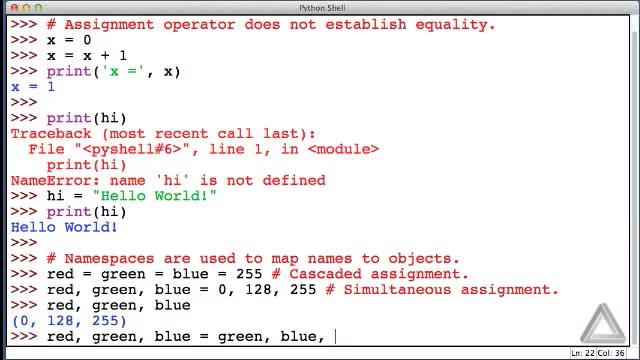 Python Shell
>>> # Assignment operator does not establish equality.
>>> x = 0
>>> x = x + 1
>>> print('x =', x)
x = 1
>>>
>>> print(hi)
Traceback (most recent call last):
  File "<pyshell#6>", line 1, in <module>
    print(hi)
NameError: name 'hi' is not defined
>>> hi = "Hello World!"
>>> print(hi)
Hello World!
>>>
>>> # Namespaces are used to map names to objects.
>>> red = green = blue = 255 # Cascaded assignment.
>>> red, green, blue = 0, 128, 255 # Simultaneous assignment.
>>> red, green, blue
(0, 128, 255)
>>> red, green, blue = green, blue,
Ln: 22 Col: 36